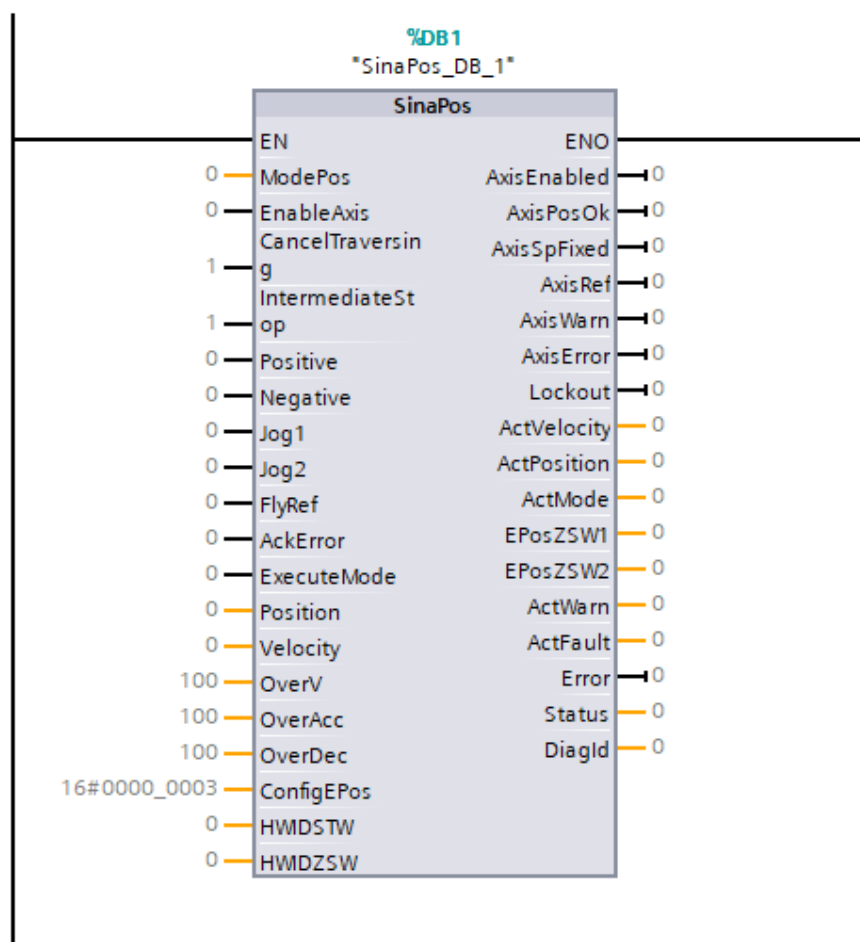 %DB1
"SinaPos_DB_1"
SinaPos
EN ENO
0 ModePos AxisEnabled 0
0 EnableAxis AxisPosOk 0
CancelTraversin
1 g AxisSpFixed 0
AxisRef 0
IntermediateSt
1 op AxisWarn 0
0 Positive AxisError 0
0 Negative Lockout 0
0 Jog1 ActVelocity 0
0 Jog2 ActPosition 0
0 FlyRef ActMode 0
0 AckError EPosZSW1 0
0 ExecuteMode EPosZSW2 0
0 Position ActWarn 0
0 Velocity ActFault 0
100 OverV Error 0
100 OverAcc Status 0
100 OverDec DiagId 0
16#0000_0003 ConfigEPos
0 HWIDSTW
0 HWIDZSW